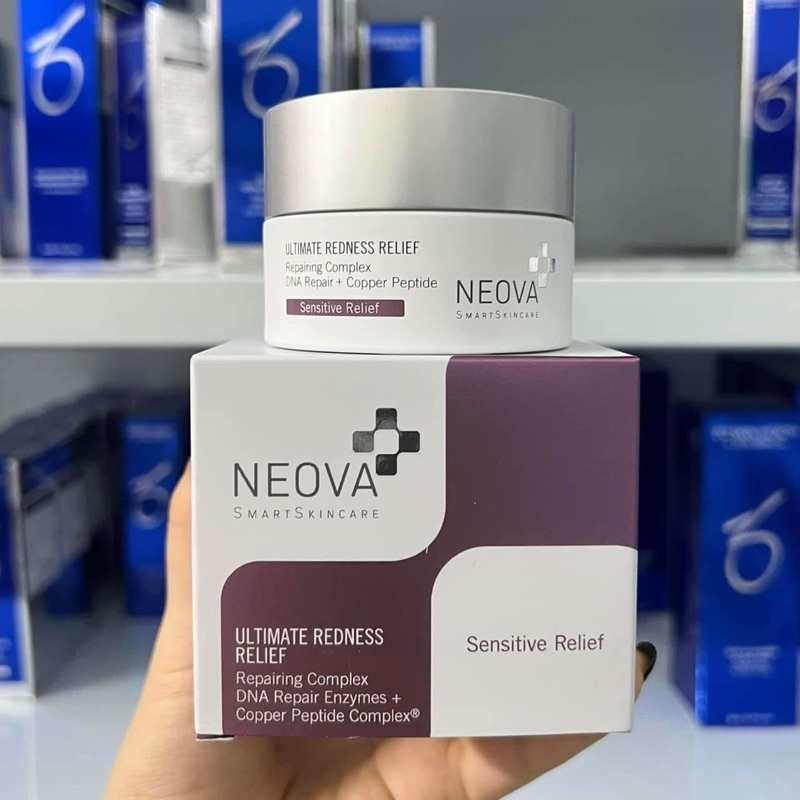 ULTIMATE REDNESS RELIEF
Repairing Complex
DNA Repair + Copper Peptide
Sensitive Relief
NEOVA
SMARTSKINCARE
NEOVA
SMARTSKINCARE
ULTIMATE REDNESS
RELIEF
Repairing Complex
DNA Repair Enzymes +
Copper Peptide Complex®
Sensitive Relief